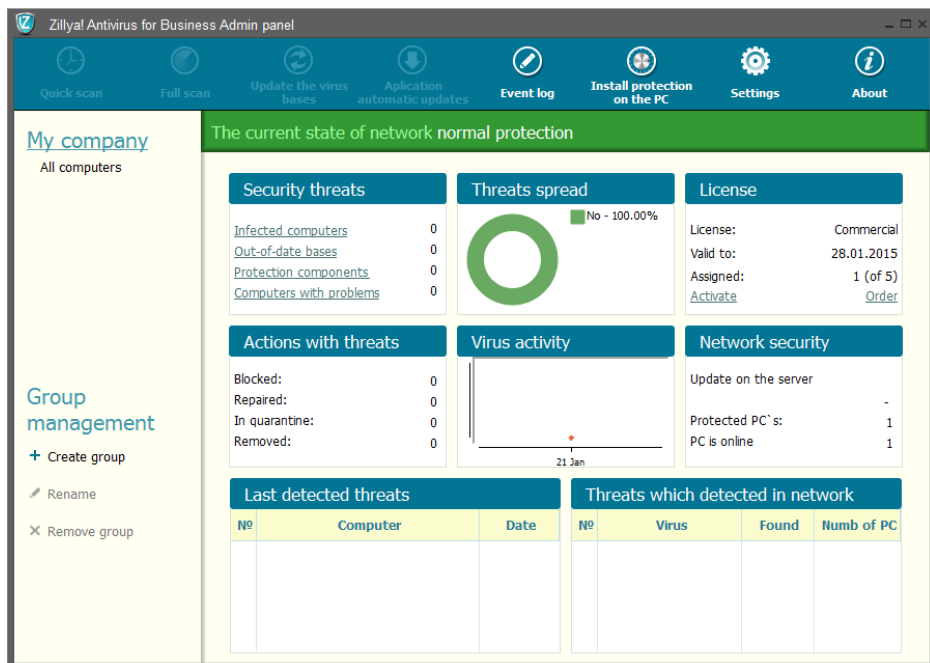 Zillya! Antivirus for Business Admin panel
Quick scan
Full scan
Update the virus
bases
Aplication
automatic updates
Event log
Install protection
on the PC
Settings
About
My company
All computers
The current state of network normal protection
Security threats
Infected computers 0
Out-of-date bases 0
Protection components 0
Computers with problems 0
Threats spread
No - 100.00%
License
License: Commercial
Valid to: 28.01.2015
Assigned: 1 (of 5)
Activate Order
Actions with threats
Blocked: 0
Repaired: 0
In quarantine: 0
Removed: 0
Virus activity
21 Jan
Network security
Update on the server
-
Protected PC`s: 1
PC is online 1
Group
management
+ Create group
Rename
Remove group
Last detected threats
№ Computer Date
Threats which detected in network
№ Virus Found Numb of PC